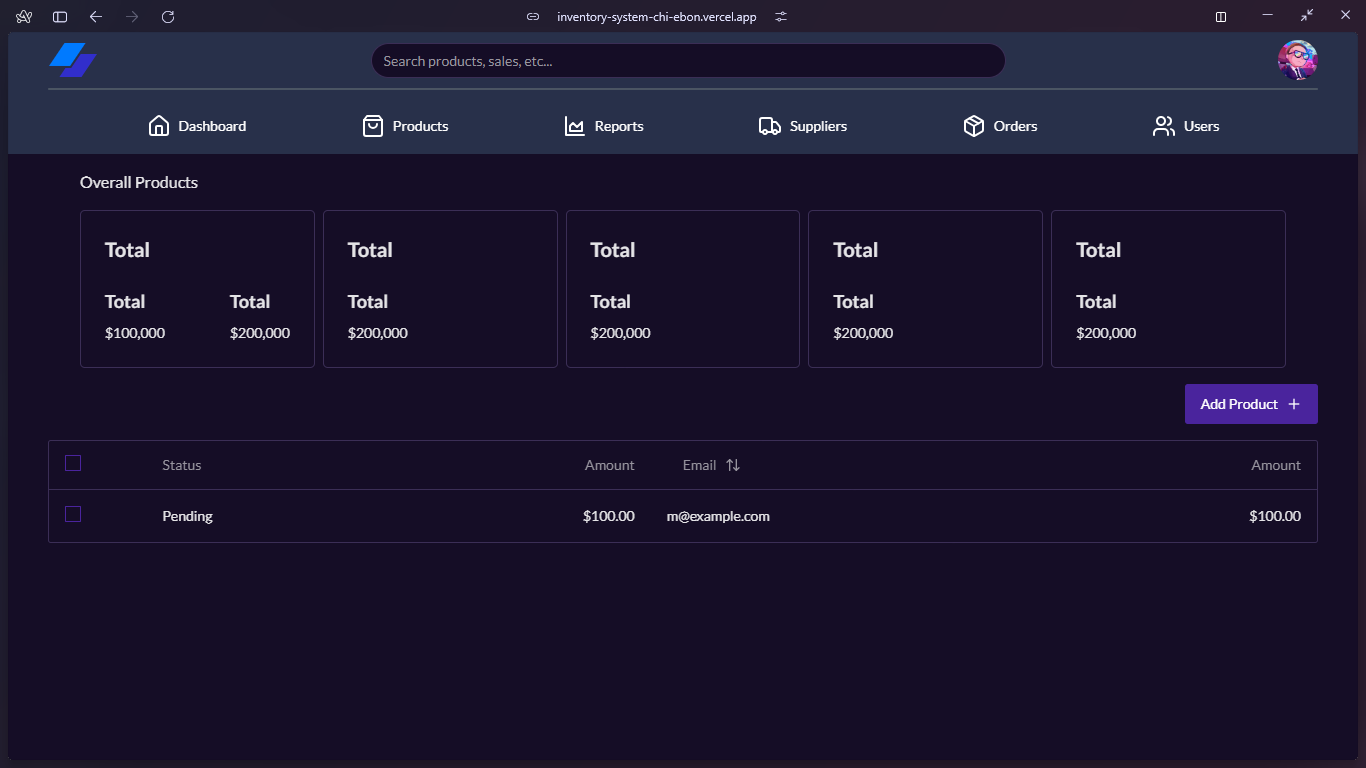 inventory-system-chi-ebon.vercel.app
Search products, sales, etc...
Dashboard Products Reports Suppliers Orders Users
Overall Products
Total Total Total Total Total
Total Total Total Total Total Total
$100,000 $200,000 $200,000 $200,000 $200,000 $200,000
Add Product +
Status Amount Email Amount
Pending $100.00 m@example.com $100.00